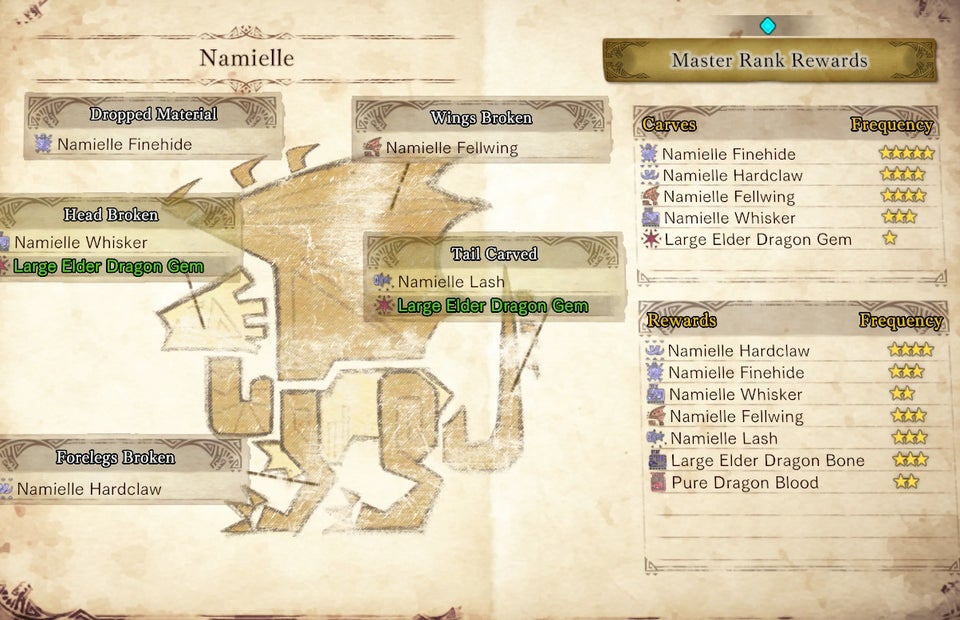 Namielle
Master Rank Rewards
Dropped Material
Namielle Finehide
Wings Broken
Namielle Fellwing
Head Broken
Namielle Whisker
Large Elder Dragon Gem
Tail Carved
Namielle Lash
Large Elder Dragon Gem
Forelegs Broken
Namielle Hardclaw
Carves Frequency
Namielle Finehide
Namielle Hardclaw
Namielle Fellwing
Namielle Whisker
Large Elder Dragon Gem
Rewards Frequency
Namielle Hardclaw
Namielle Finehide
Namielle Whisker
Namielle Fellwing
Namielle Lash
Large Elder Dragon Bone
Pure Dragon Blood